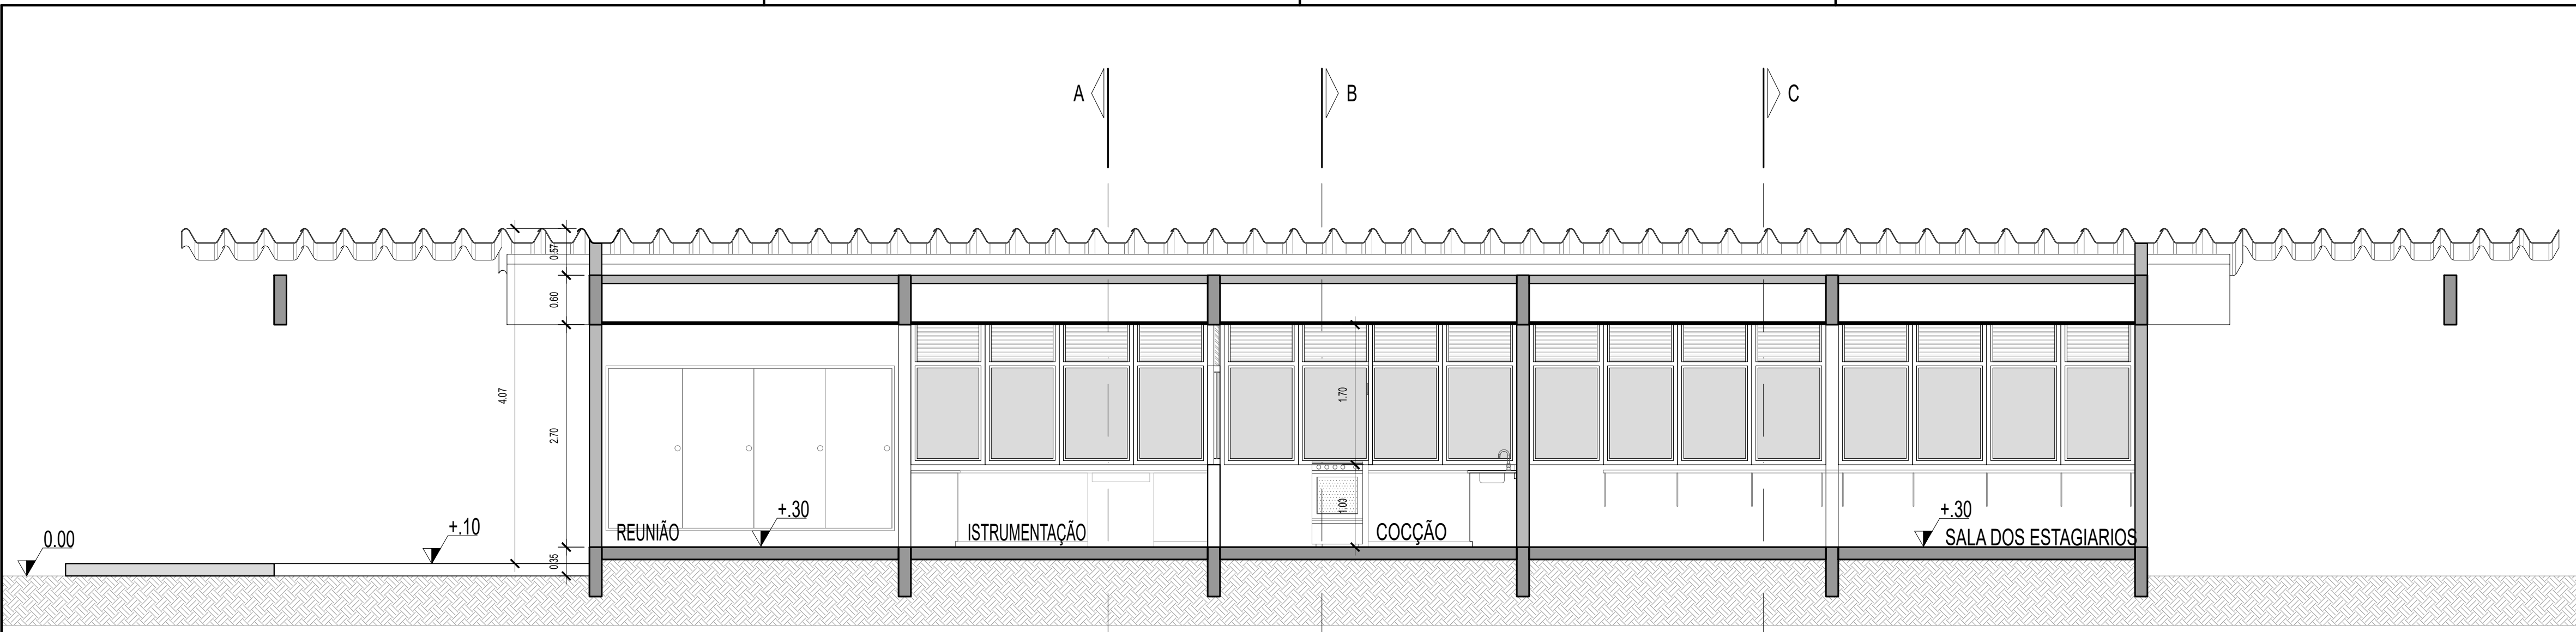 A
B
C
0.57
0.60
4.07
2.70
1.70
1.00
0.35
0.00
+.10
+.30
+.30
REUNIÃO
ISTRUMENTAÇÃO
COCÇÃO
SALA DOS ESTAGIARIOS